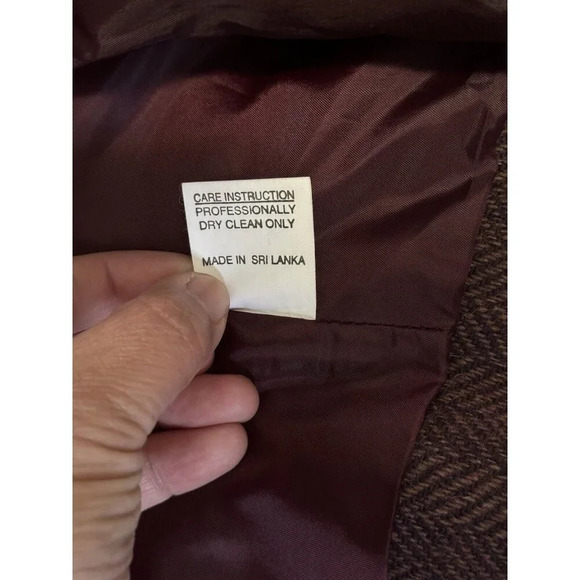 CARE INSTRUCTION
PROFESSIONALLY
DRY CLEAN ONLY
MADE IN SRI LANKA